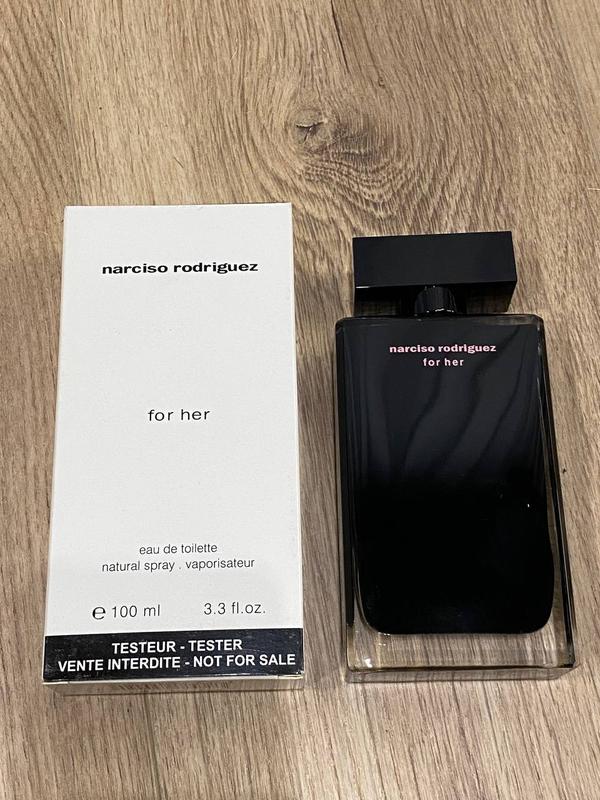 narciso rodriguez
for her
eau de toilette
natural spray . vaporisateur
℮ 100 ml 3.3 fl.oz.
TESTEUR - TESTER
VENTE INTERDITE - NOT FOR SALE
narciso rodriguez
for her